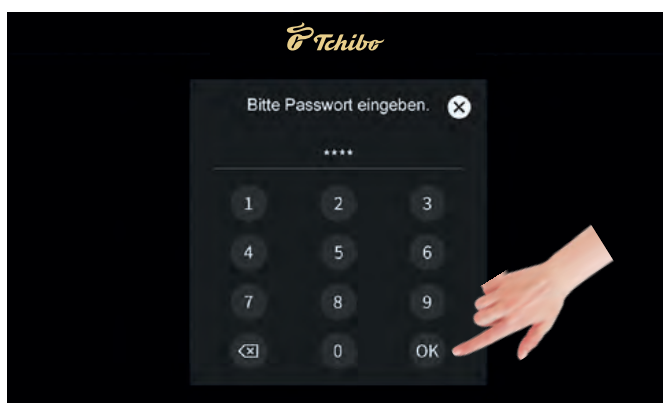 Tchibo
Bitte Passwort eingeben.
****
1 2 3
4 5 6
7 8 9
0 OK